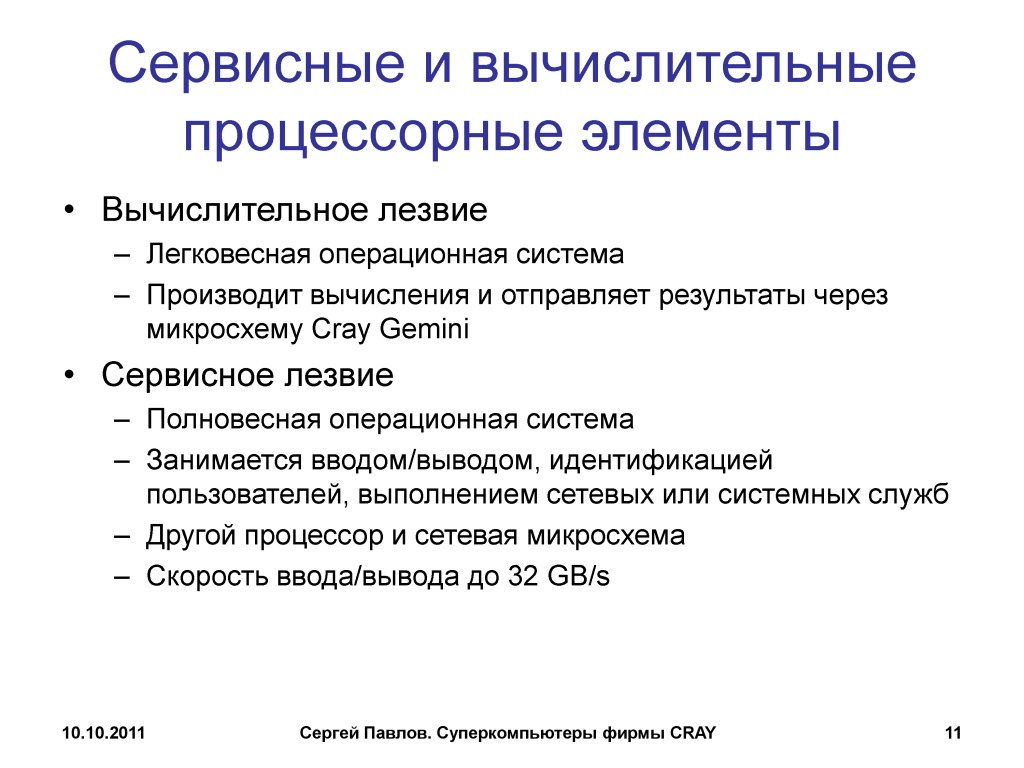 Сервисные и вычислительные
процессорные элементы
• Вычислительное лезвие
– Легковесная операционная система
– Производит вычисления и отправляет результаты через
микросхему Cray Gemini
• Сервисное лезвие
– Полновесная операционная система
– Занимается вводом/выводом, идентификацией
пользователей, выполнением сетевых или системных служб
– Другой процессор и сетевая микросхема
– Скорость ввода/вывода до 32 GB/s
10.10.2011 Сергей Павлов. Суперкомпьютеры фирмы CRAY 11